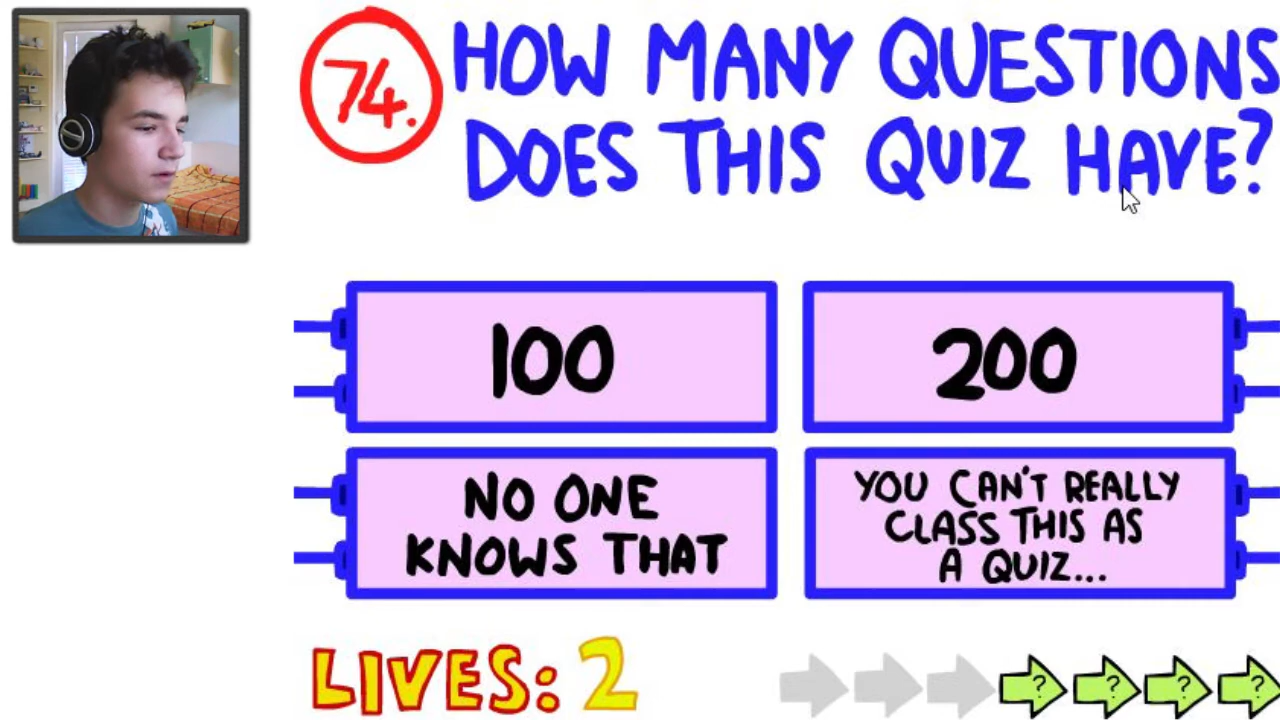 74.
HOW MANY QUESTIONS
DOES THIS QUIZ HAVE?
100
200
NO ONE
KNOWS THAT
YOU CAN'T REALLY
CLASS THIS AS
A QUIZ...
LIVES: 2
? ? ? ?